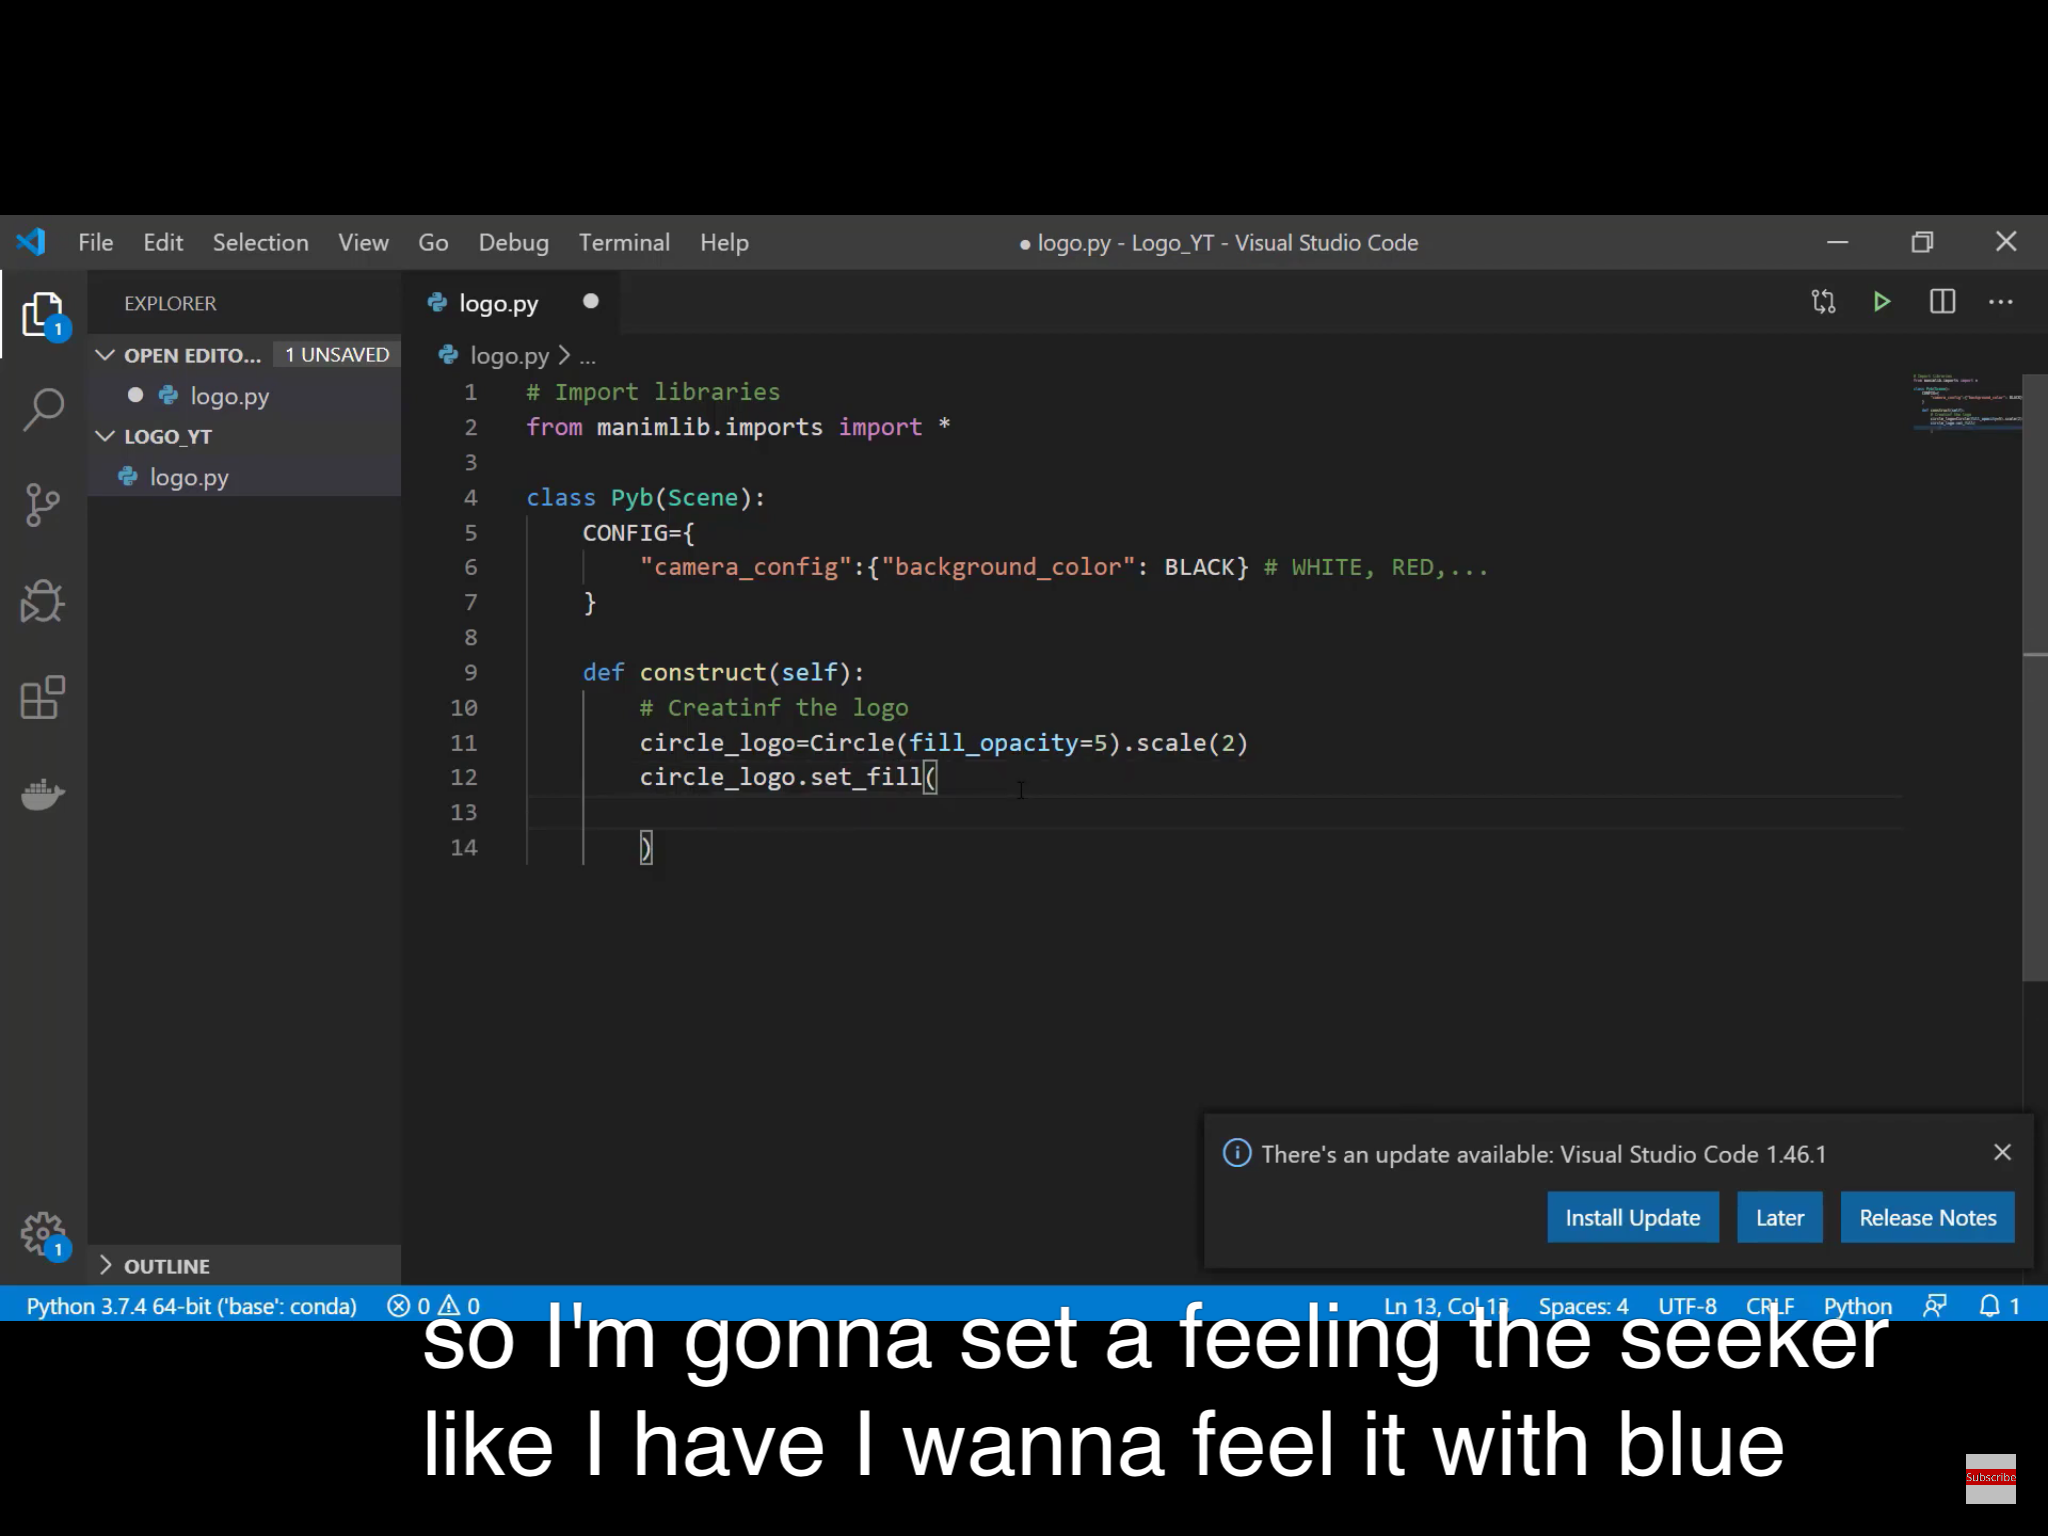 File Edit Selection View Go Debug Terminal Help
● logo.py - Logo_YT - Visual Studio Code
EXPLORER
OPEN EDITO... 1 UNSAVED
logo.py
LOGO_YT
logo.py
OUTLINE
1
1
logo.py
logo.py > ...
1 # Import libraries
2 from manimlib.imports import *
3
4 class Pyb(Scene):
5 CONFIG={
6 "camera_config":{"background_color": BLACK} # WHITE, RED,...
7 }
8
9 def construct(self):
10 # Creatinf the logo
11 circle_logo=Circle(fill_opacity=5).scale(2)
12 circle_logo.set_fill(
13
14 )
There's an update available: Visual Studio Code 1.46.1
Install Update Later Release Notes
Python 3.7.4 64-bit ('base': conda) 0 0 Ln 13, Col 13 Spaces: 4 UTF-8 CRLF Python 1
so I'm gonna set a feeling the seeker
like I have I wanna feel it with blue
Subscribe